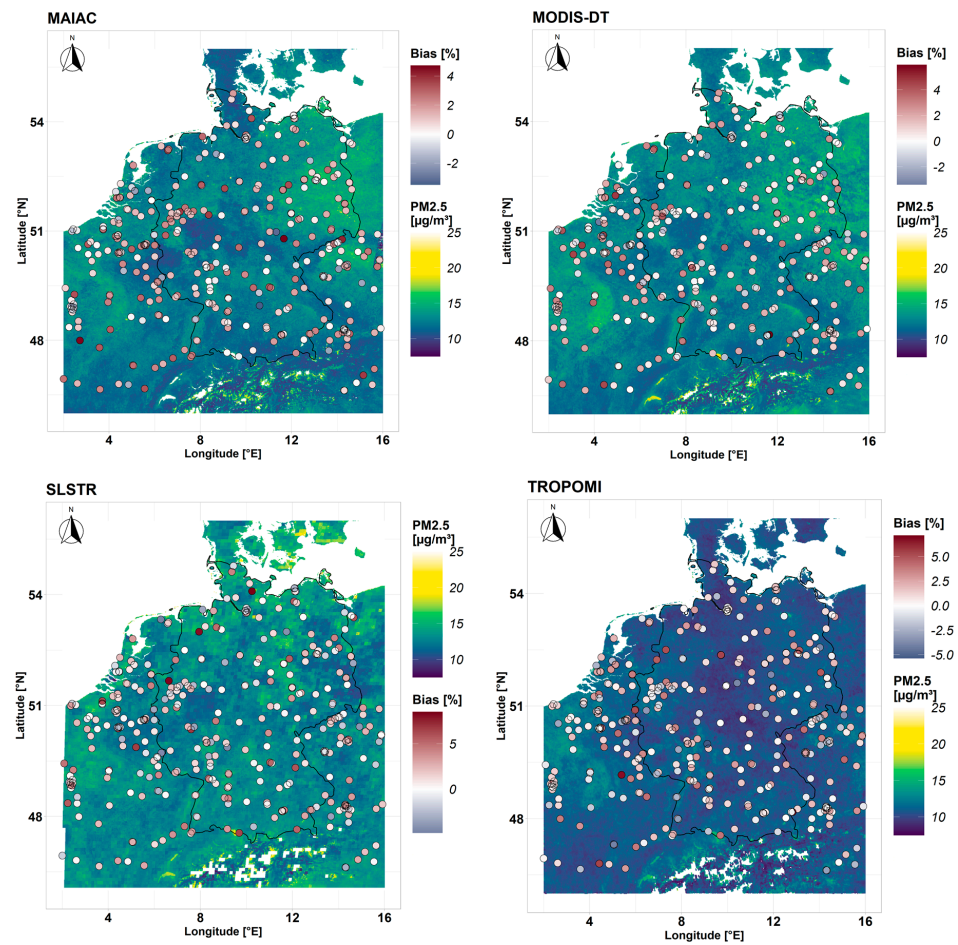 MAIAC
N
Bias [%]
4
2
0
-2
PM2.5
[µg/m³]
25
20
15
10
54
51
48
Latitude [°N]
4
8
12
16
Longitude [°E]
MODIS-DT
N
Bias [%]
4
2
0
-2
PM2.5
[µg/m³]
25
20
15
10
54
51
48
Latitude [°N]
4
8
12
16
Longitude [°E]
SLSTR
N
PM2.5
[µg/m³]
25
20
15
10
Bias [%]
5
0
54
51
48
Latitude [°N]
4
8
12
16
Longitude [°E]
TROPOMI
N
Bias [%]
5.0
2.5
0.0
-2.5
-5.0
PM2.5
[µg/m³]
25
20
15
10
54
51
48
Latitude [°N]
4
8
12
16
Longitude [°E]